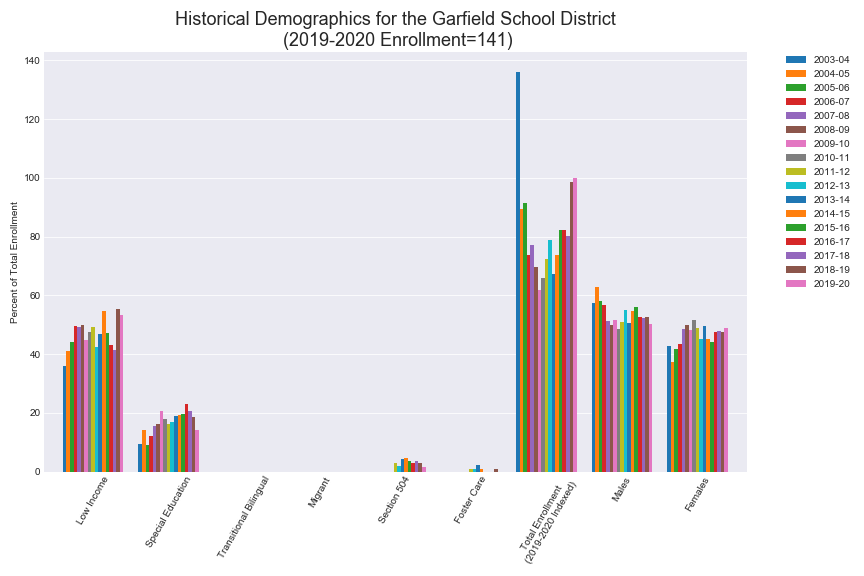 Historical Demographics for the Garfield School District
(2019-2020 Enrollment=141)
Percent of Total Enrollment
140
120
100
80
60
40
20
0
Low Income
Special Education
Transitional Bilingual
Migrant
Section 504
Foster Care
Total Enrollment
(2019-2020 Indexed)
Males
Females
2003-04
2004-05
2005-06
2006-07
2007-08
2008-09
2009-10
2010-11
2011-12
2012-13
2013-14
2014-15
2015-16
2016-17
2017-18
2018-19
2019-20